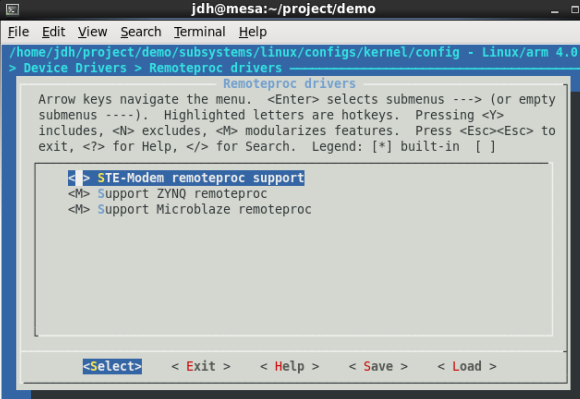 jdh@mesa:~/project/demo
File Edit View Search Terminal Help
/home/jdh/project/demo/subsystems/linux/configs/kernel/config - Linux/arm 4.0
> Device Drivers > Remoteproc drivers
Remoteproc drivers
Arrow keys navigate the menu. <Enter> selects submenus ---> (or empty
submenus ----). Highlighted letters are hotkeys. Pressing <Y>
includes, <N> excludes, <M> modularizes features. Press <Esc><Esc> to
exit, <?> for Help, </> for Search. Legend: [*] built-in [ ]
< > STE-Modem remoteproc support
<M> Support ZYNQ remoteproc
<M> Support Microblaze remoteproc
<Select> < Exit > < Help > < Save > < Load >